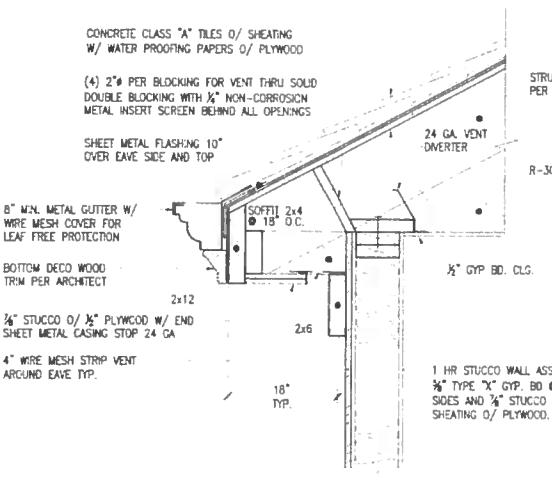 CONCRETE CLASS "A" TILES O/ SHEATING
W/ WATER PROOFING PAPERS O/ PLYWOOD
(4) 2"ø PER BLOCKING FOR VENT THRU SOLID
DOUBLE BLOCKING WITH ¼" NON-CORROSION
METAL INSERT SCREEN BEHIND ALL OPENINGS
SHEET METAL FLASHING 10"
OVER EAVE SIDE AND TOP
8" MIN. METAL GUTTER W/
WIRE MESH COVER FOR
LEAF FREE PROTECTION
BOTTOM DECO WOOD
TRIM PER ARCHITECT
⅞" STUCCO O/ ½" PLYWOOD W/ END
SHEET METAL CASING STOP 24 GA
4" WIRE MESH STRIP VENT
AROUND EAVE TYP.
SOFFIT 2x4
18" O.C.
2x12
2x6
18"
TYP.
STRU
PER
24 GA. VENT
DIVERTER
R-30
½" GYP BD. CLG.
1 HR STUCCO WALL ASS
⅝" TYPE "X" GYP. BD
SIDES AND ⅞" STUCCO
SHEATING O/ PLYWOOD.